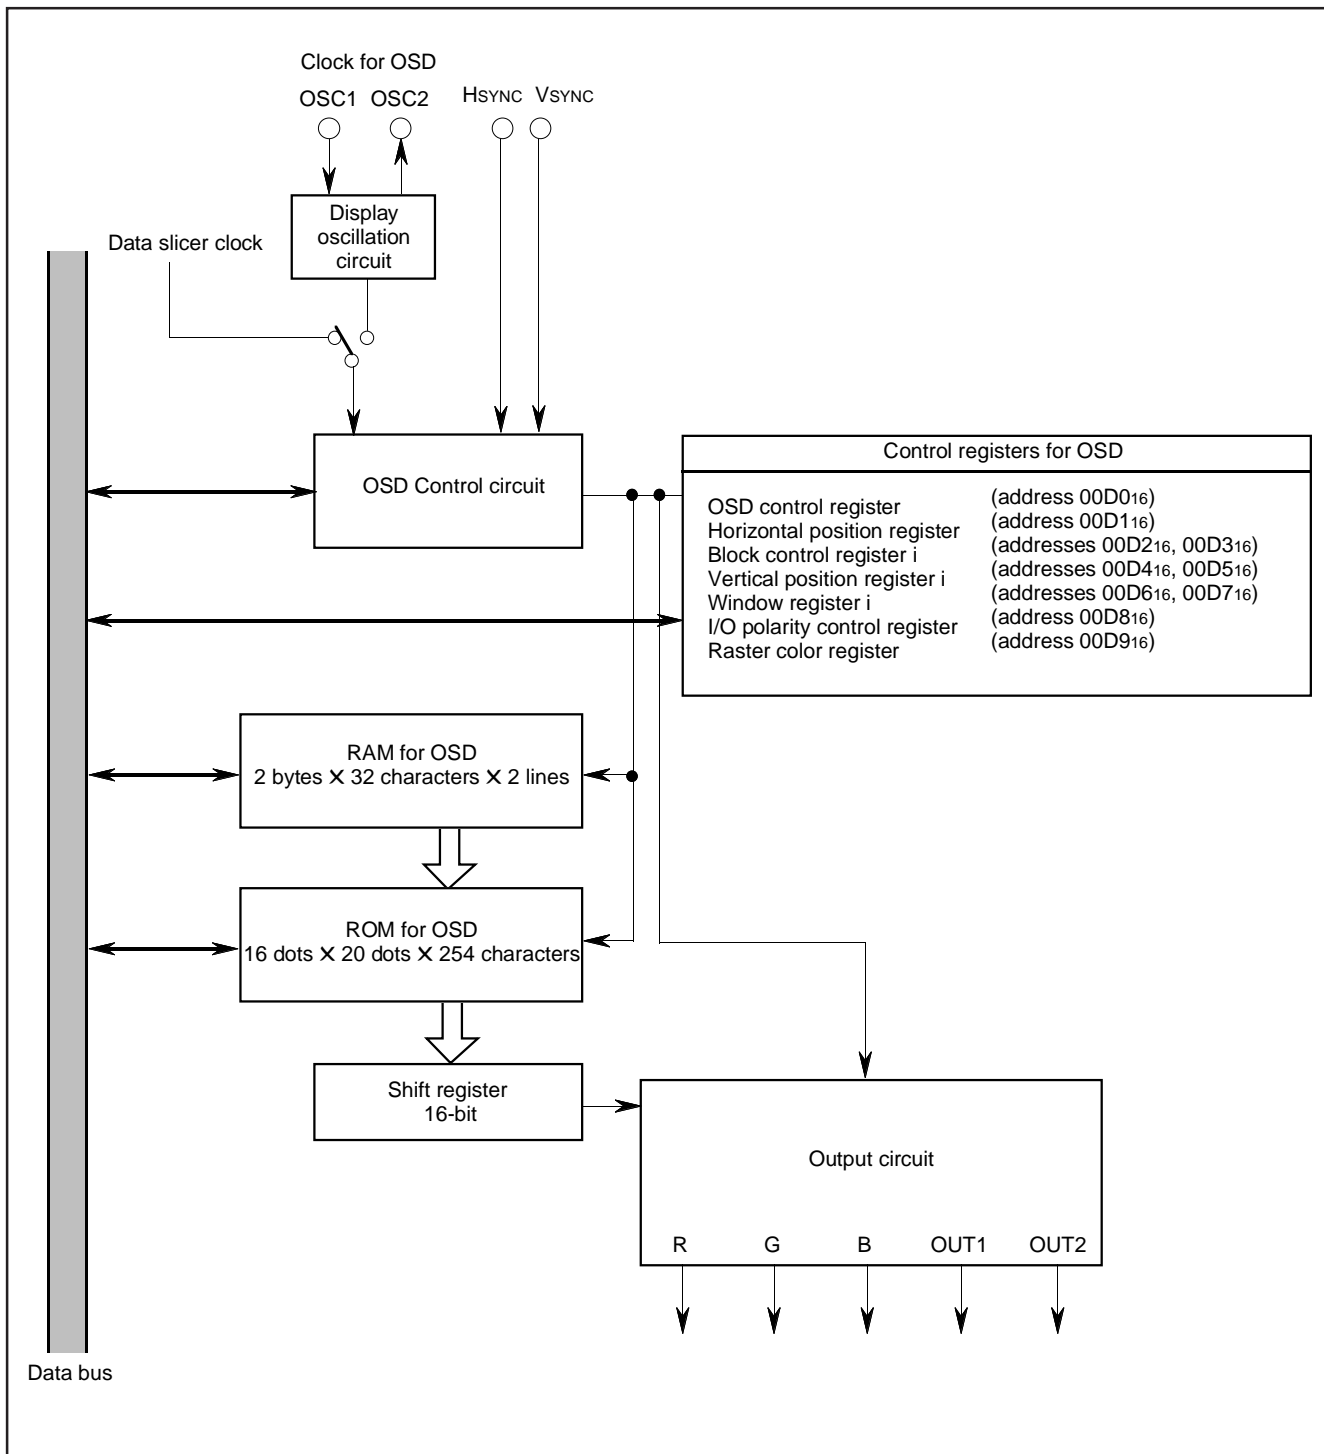 Clock for OSD
OSC1 OSC2 HSYNC VSYNC
Display
oscillation
circuit
Data slicer clock
OSD Control circuit
Control registers for OSD
OSD control register (address 00D016)
Horizontal position register (address 00D116)
Block control register i (addresses 00D216, 00D316)
Vertical position register i (addresses 00D416, 00D516)
Window register i (addresses 00D616, 00D716)
I/O polarity control register (address 00D816)
Raster color register (address 00D916)
RAM for OSD
2 bytes X 32 characters X 2 lines
ROM for OSD
16 dots X 20 dots X 254 characters
Shift register
16-bit
Output circuit
R G B OUT1 OUT2
Data bus